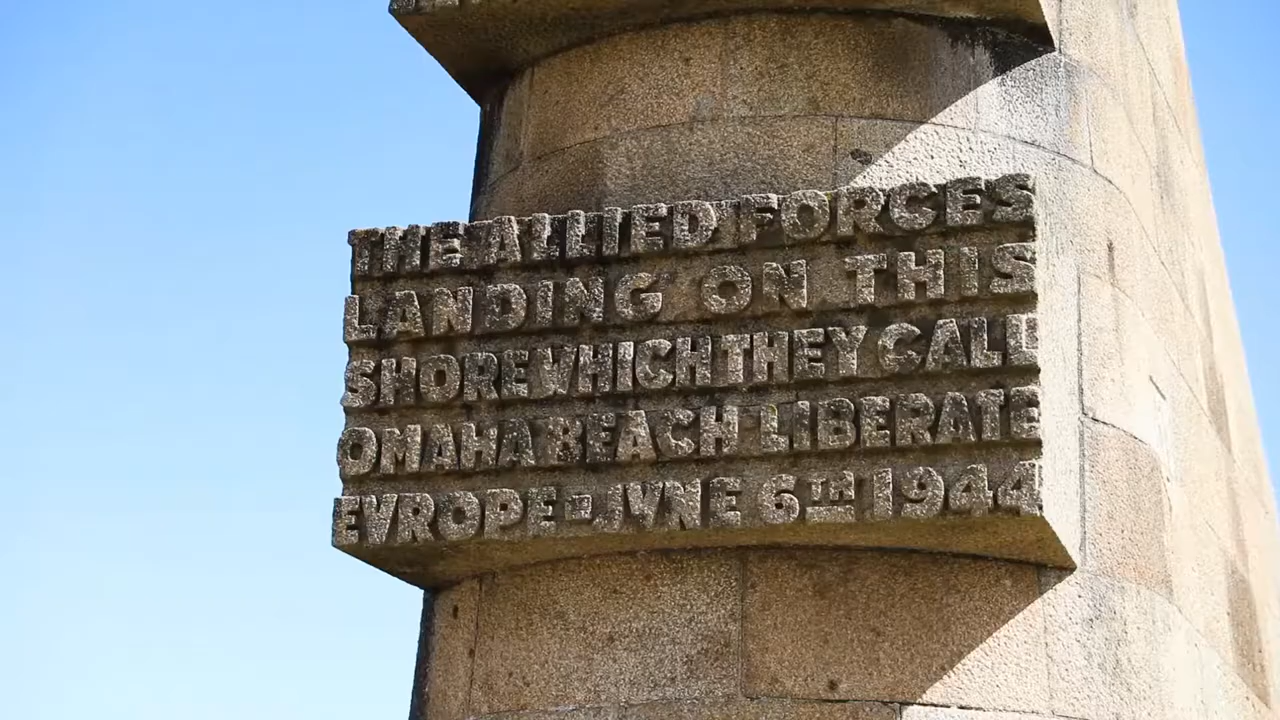 THE ALLIED FORCES
LANDING ON THIS
SHORE WHICH THEY CALL
OMAHA BEACH LIBERATE
EVROPE - JVNE 6TH 1944